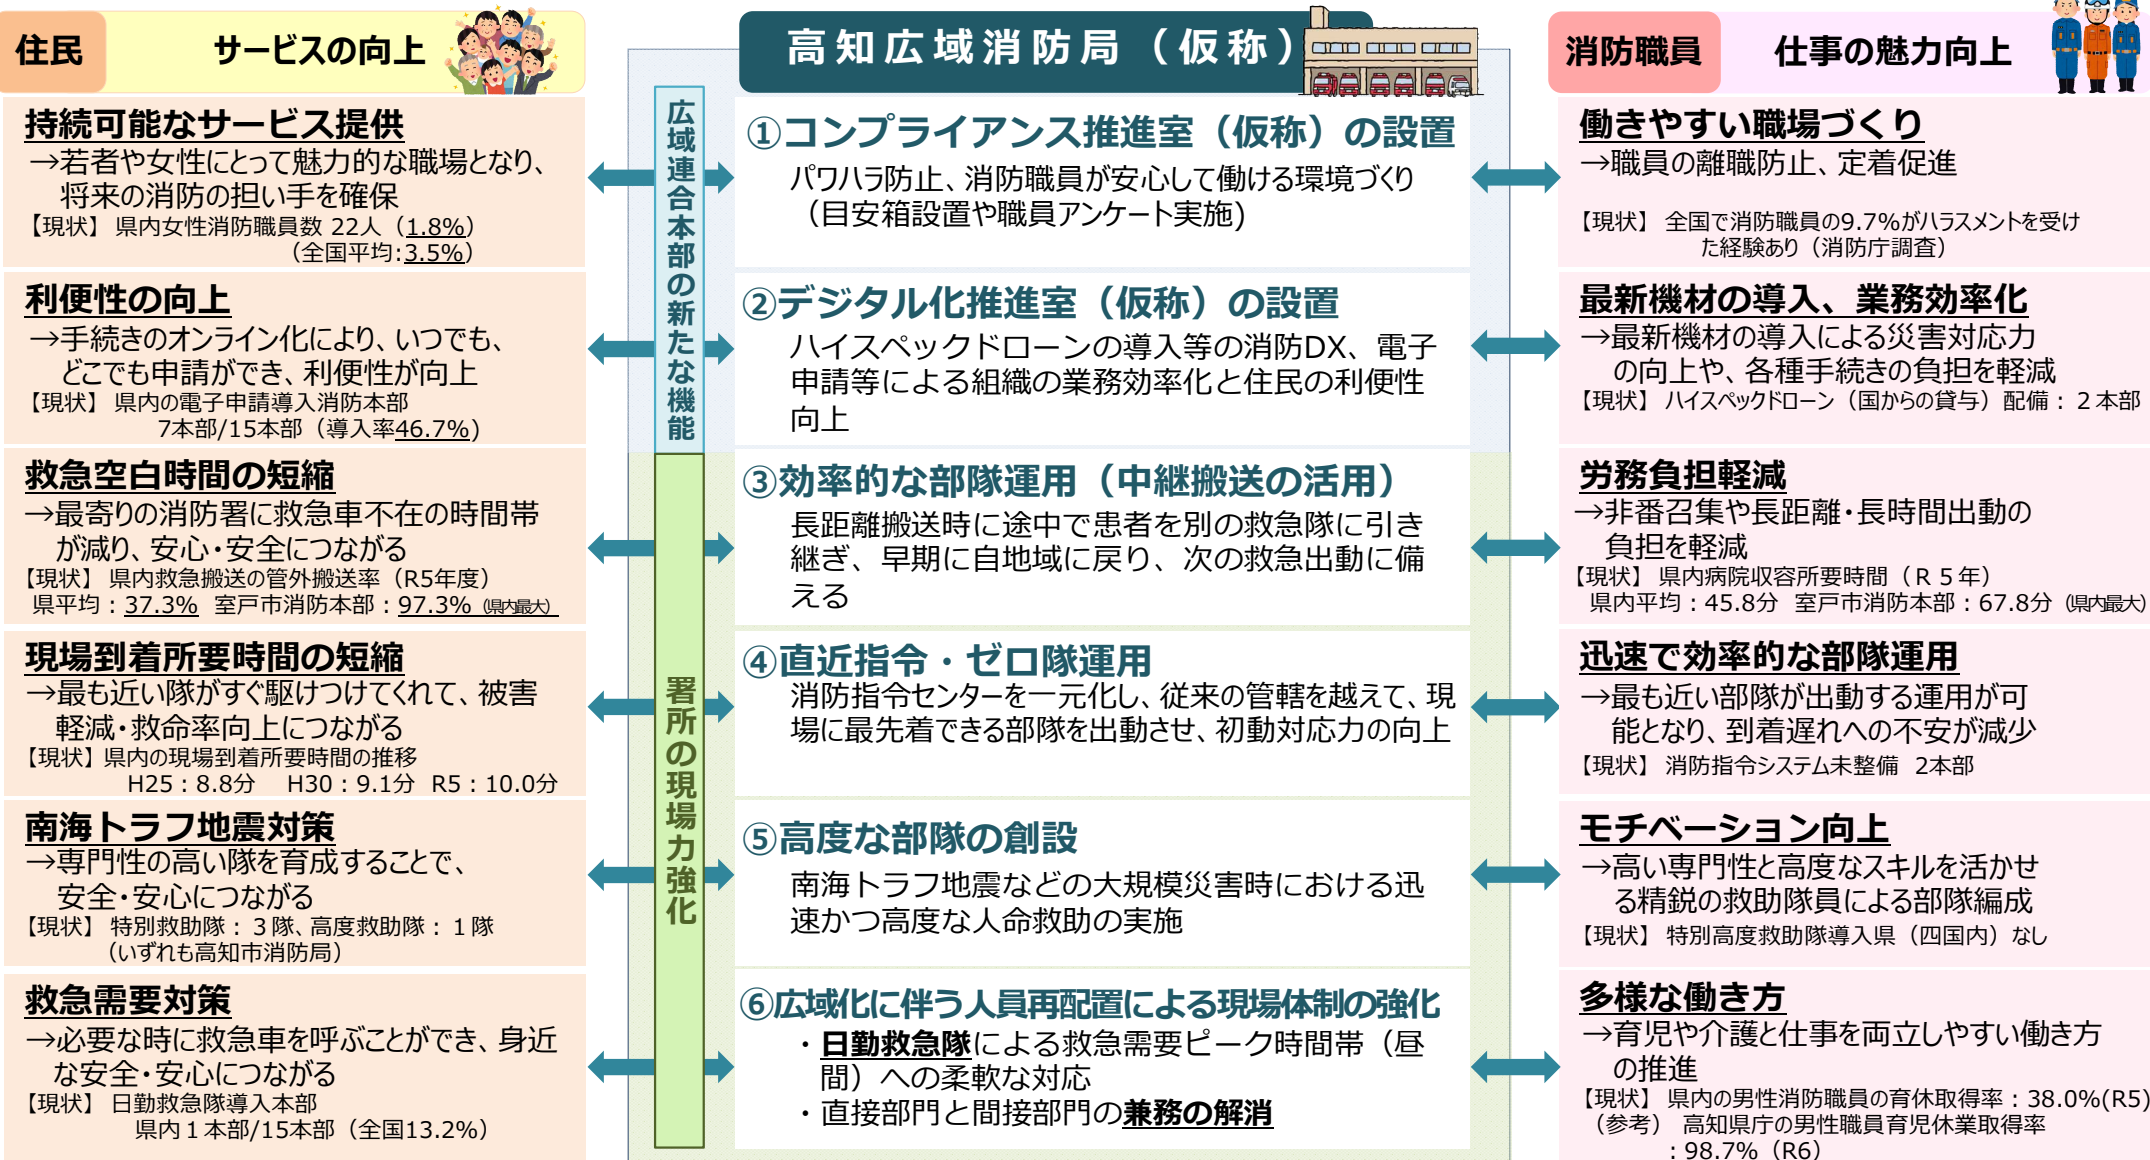 住民 サービスの向上
持続可能なサービス提供
→若者や女性にとって魅力的な職場となり、
将来の消防の担い手を確保
【現状】 県内女性消防職員数 22人（1.8%）
（全国平均:3.5%）
利便性の向上
→手続きのオンライン化により、いつでも、
どこでも申請ができ、利便性が向上
【現状】 県内の電子申請導入消防本部
7本部/15本部（導入率46.7%)
救急空白時間の短縮
→最寄りの消防署に救急車不在の時間帯
が減り、安心・安全につながる
【現状】 県内救急搬送の管外搬送率（R5年度）
県平均：37.3% 室戸市消防本部：97.3%（県内最大）
現場到着所要時間の短縮
→最も近い隊がすぐ駆けつけてくれて、被害
軽減・救命率向上につながる
【現状】県内の現場到着所要時間の推移
H25：8.8分 H30：9.1分 R5：10.0分
南海トラフ地震対策
→専門性の高い隊を育成することで、
安全・安心につながる
【現状】 特別救助隊：３隊、高度救助隊：１隊
（いずれも高知市消防局）
救急需要対策
→必要な時に救急車を呼ぶことができ、身近
な安全・安心につながる
【現状】 日勤救急隊導入本部
県内１本部/15本部（全国13.2%）
高知広域消防局（仮称）
広域連合本部の新たな機能
①コンプライアンス推進室（仮称）の設置
パワハラ防止、消防職員が安心して働ける環境づくり
（目安箱設置や職員アンケート実施)
②デジタル化推進室（仮称）の設置
ハイスペックドローンの導入等の消防DX、電子
申請等による組織の業務効率化と住民の利便性
向上
署所の現場力強化
③効率的な部隊運用（中継搬送の活用）
長距離搬送時に途中で患者を別の救急隊に引き
継ぎ、早期に自地域に戻り、次の救急出動に備
える
④直近指令・ゼロ隊運用
消防指令センターを一元化し、従来の管轄を越えて、現
場に最先着できる部隊を出動させ、初動対応力の向上
⑤高度な部隊の創設
南海トラフ地震などの大規模災害時における迅
速かつ高度な人命救助の実施
⑥広域化に伴う人員再配置による現場体制の強化
・日勤救急隊による救急需要ピーク時間帯（昼
間）への柔軟な対応
・直接部門と間接部門の兼務の解消
消防職員 仕事の魅力向上
働きやすい職場づくり
→職員の離職防止、定着促進
【現状】 全国で消防職員の9.7%がハラスメントを受け
た経験あり（消防庁調査）
最新機材の導入、業務効率化
→最新機材の導入による災害対応力
の向上や、各種手続きの負担を軽減
【現状】 ハイスペックドローン（国からの貸与）配備：２本部
労務負担軽減
→非番召集や長距離・長時間出動の
負担を軽減
【現状】 県内病院収容所要時間（R５年）
県内平均：45.8分 室戸市消防本部：67.8分（県内最大）
迅速で効率的な部隊運用
→最も近い部隊が出動する運用が可
能となり、到着遅れへの不安が減少
【現状】 消防指令システム未整備 2本部
モチベーション向上
→高い専門性と高度なスキルを活かせ
る精鋭の救助隊員による部隊編成
【現状】 特別高度救助隊導入県（四国内）なし
多様な働き方
→育児や介護と仕事を両立しやすい働き方
の推進
【現状】 県内の男性消防職員の育休取得率：38.0%(R5)
（参考） 高知県庁の男性職員育児休業取得率
：98.7%（R6）